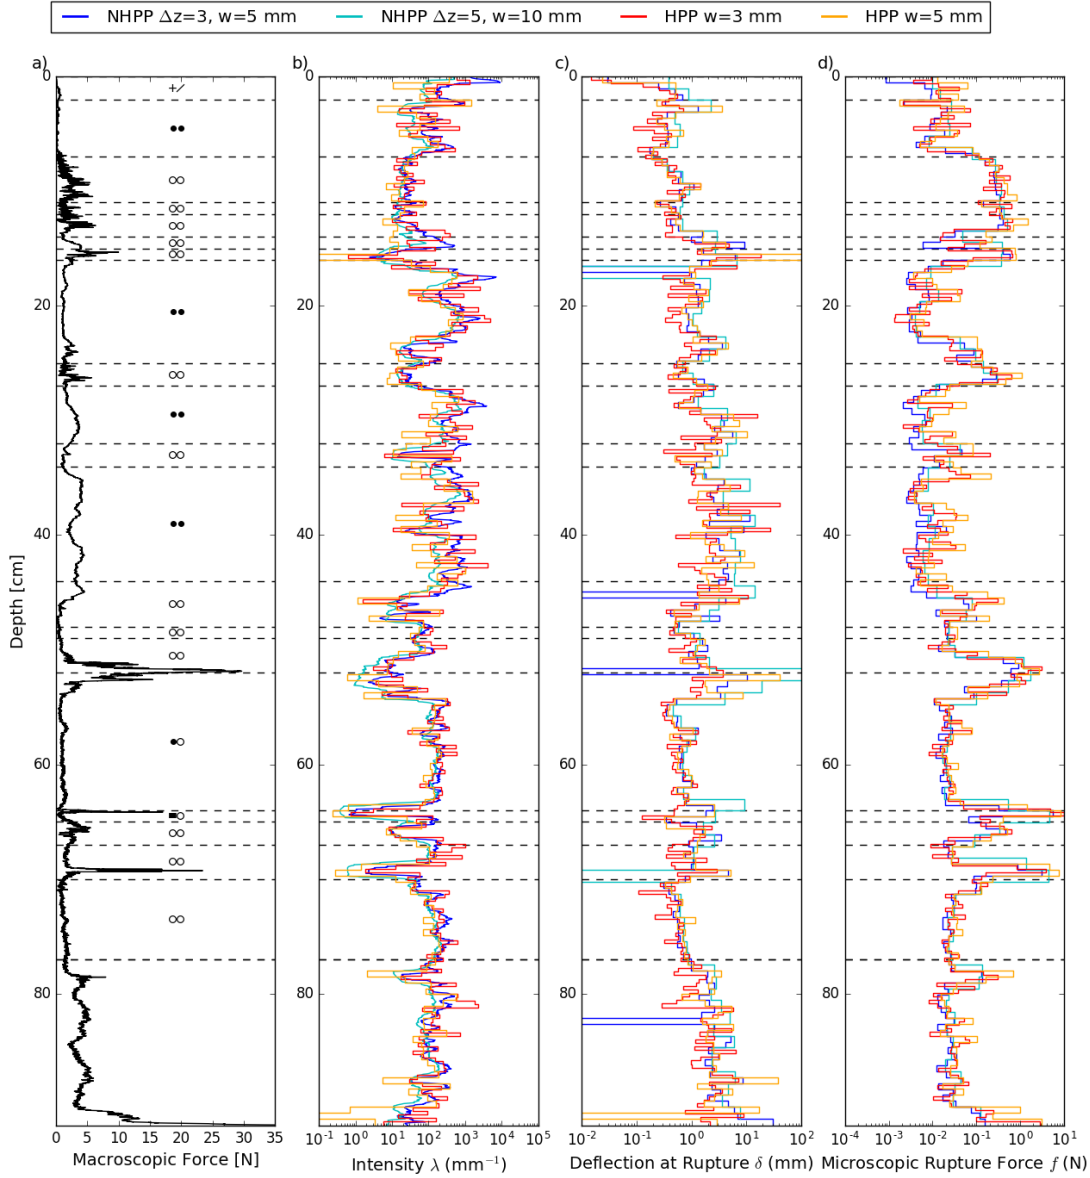 NHPP Δz=3, w=5 mm NHPP Δz=5, w=10 mm HPP w=3 mm HPP w=5 mm
a) b) c) d)
0
20
40
60
80
Depth [cm]
0 5 10 15 20 25 30 35
10⁻¹ 10⁰ 10¹ 10² 10³ 10⁴ 10⁵
10⁻² 10⁻¹ 10⁰ 10¹ 10²
10⁻⁴ 10⁻³ 10⁻² 10⁻¹ 10⁰ 10¹
Macroscopic Force [N] Intensity λ (mm⁻¹) Deflection at Rupture δ (mm) Microscopic Rupture Force f (N)